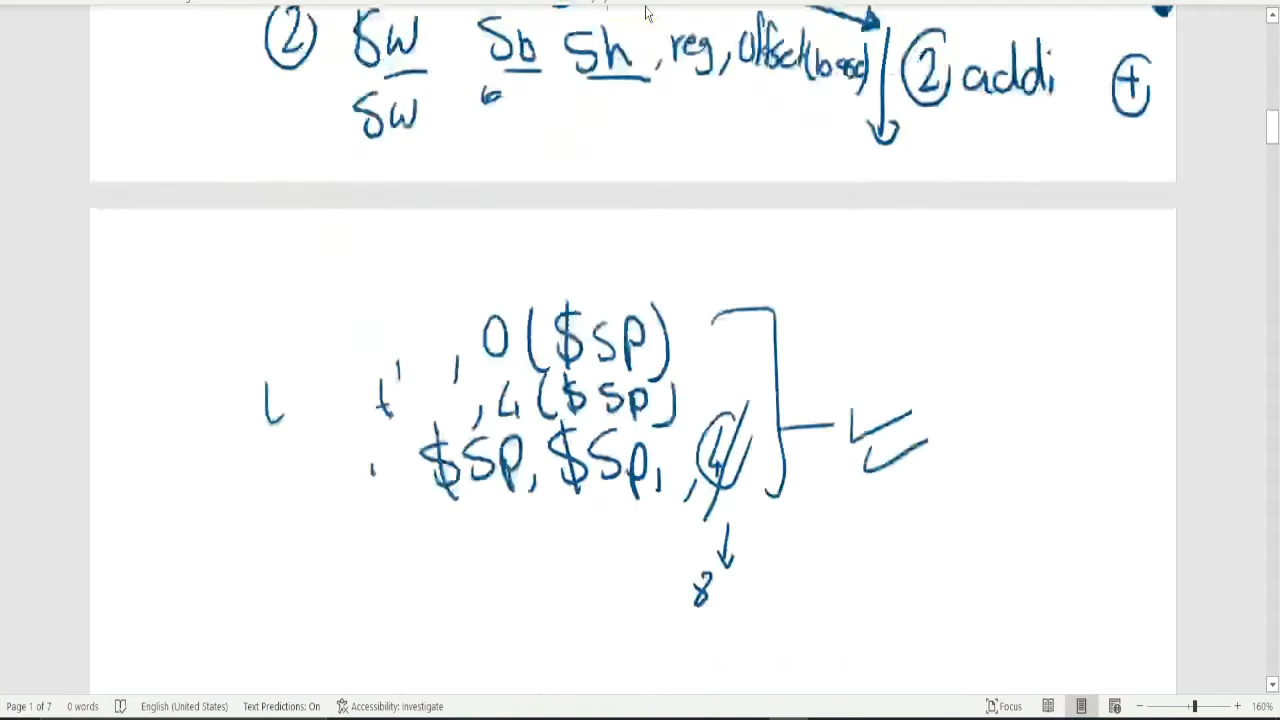 ② sw sb sh , reg, offset(base) ② addi +
sw
, 0($sp)
, 4($sp)
$sp, $sp, , 4
8
Page 1 of 7 0 words English (United States) Text Predictions: On Accessibility: Investigate Focus 160%